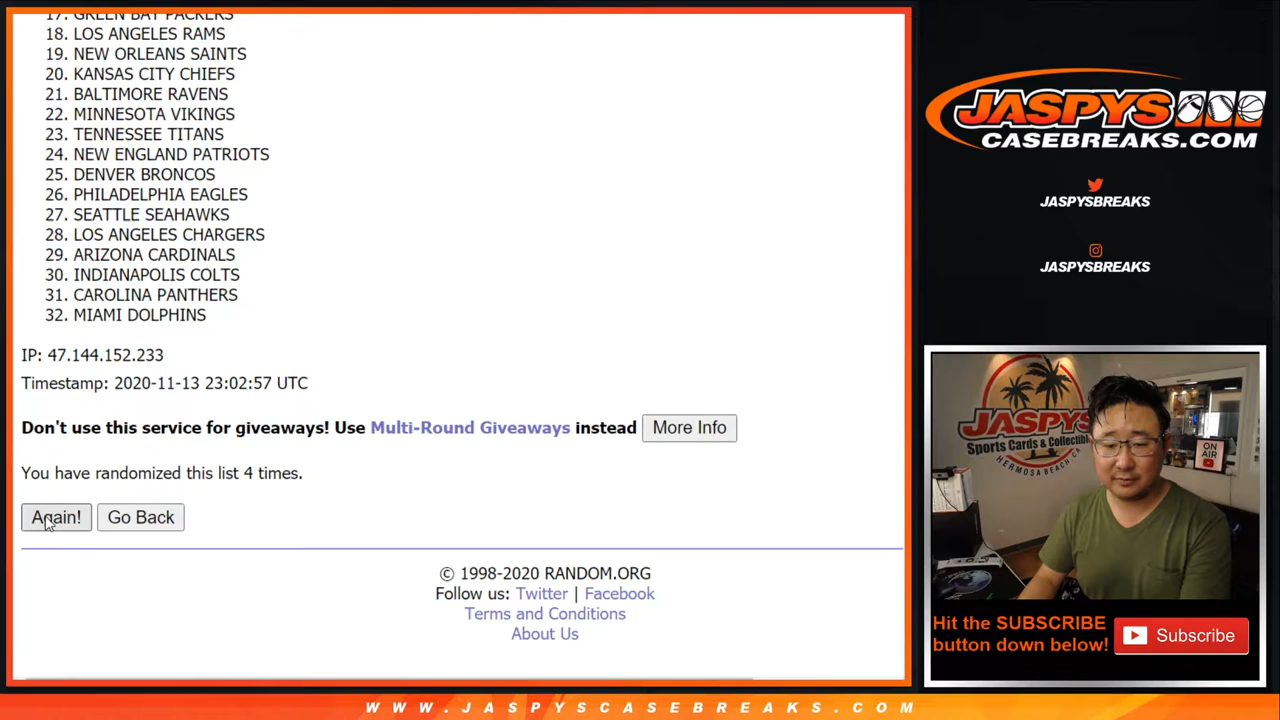 17. GREEN BAY PACKERS
18. LOS ANGELES RAMS
19. NEW ORLEANS SAINTS
20. KANSAS CITY CHIEFS
21. BALTIMORE RAVENS
22. MINNESOTA VIKINGS
23. TENNESSEE TITANS
24. NEW ENGLAND PATRIOTS
25. DENVER BRONCOS
26. PHILADELPHIA EAGLES
27. SEATTLE SEAHAWKS
28. LOS ANGELES CHARGERS
29. ARIZONA CARDINALS
30. INDIANAPOLIS COLTS
31. CAROLINA PANTHERS
32. MIAMI DOLPHINS
IP: 47.144.152.233
Timestamp: 2020-11-13 23:02:57 UTC
Don't use this service for giveaways! Use Multi-Round Giveaways instead More Info
You have randomized this list 4 times.
Again! Go Back
© 1998-2020 RANDOM.ORG
Follow us: Twitter | Facebook
Terms and Conditions
About Us
JASPYS
CASEBREAKS.COM
JASPYSBREAKS
JASPYSBREAKS
JASPYS
Sports Cards & Collectibles
HERMOSA BEACH, CA
ON AIR
Hit the SUBSCRIBE
button down below!
Subscribe
WWW.JASPYSCASEBREAKS.COM